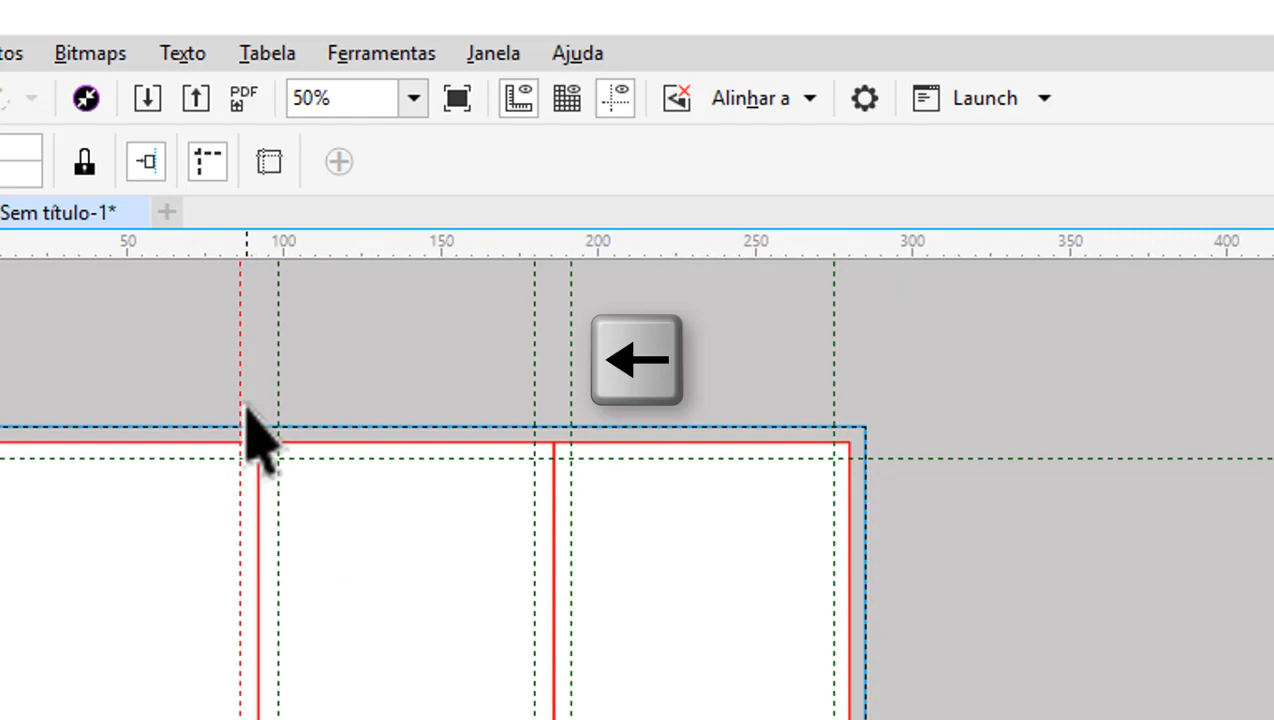 tos Bitmaps Texto Tabela Ferramentas Janela Ajuda
PDF 50% Alinhar a Launch
Sem título-1*
50 100 150 200 250 300 350 400